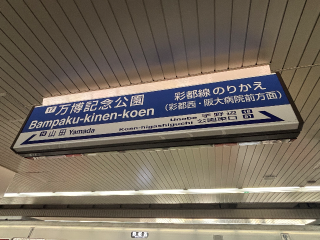 17 万博記念公園 彩都線のりかえ
Bampaku-kinen-koen (彩都西・阪大病院前方面)
山田 Yamada Unobe 宇野辺
Koen-higashiguchi 公園東口